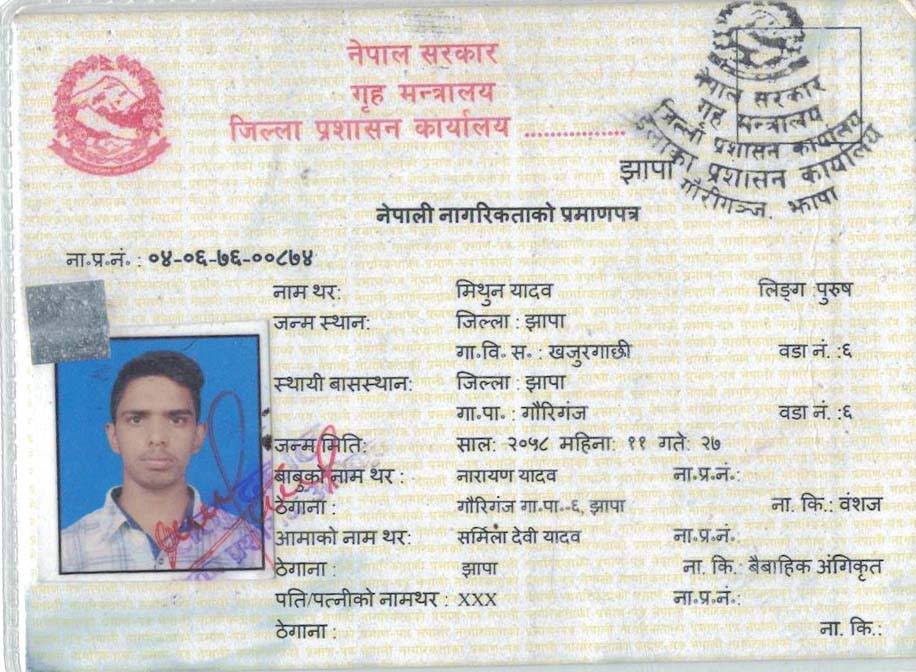 नेपाल सरकार
गृह मन्त्रालय
जिल्ला प्रशासन कार्यालय ................
झापा
नेपाल सरकार
गृह मन्त्रालय
जिल्ला प्रशासन कार्यालय
इलाका प्रशासन कार्यालय
गौरीगञ्ज, झापा
नेपाली नागरिकताको प्रमाणपत्र
ना॰प्र॰नं॰ : ०४-०६-७६-००८७४
नाम थर: मिथुन यादव लिङ्ग पुरुष
जन्म स्थान: जिल्ला : झापा
गा॰वि॰ स॰ : खजुरगाछी वडा नं॰ :६
स्थायी बासस्थान: जिल्ला : झापा
गा॰पा॰ : गौरिगंज वडा नं॰ :६
जन्म मिति: साल: २०५८ महिना: ११ गते: २७
बाबुको नाम थर : नारायण यादव ना॰प्र॰नं॰:
ठेगाना : गौरिगंज गा॰पा॰-६, झापा ना॰ कि॰: वंशज
आमाको नाम थर: सर्मिला देवी यादव ना॰प्र॰नं॰:
ठेगाना : झापा ना॰ कि॰: बैबाहिक अंगिकृत
पति/पत्नीको नामथर : XXX ना॰प्र॰नं॰:
ठेगाना : ना॰ कि॰: